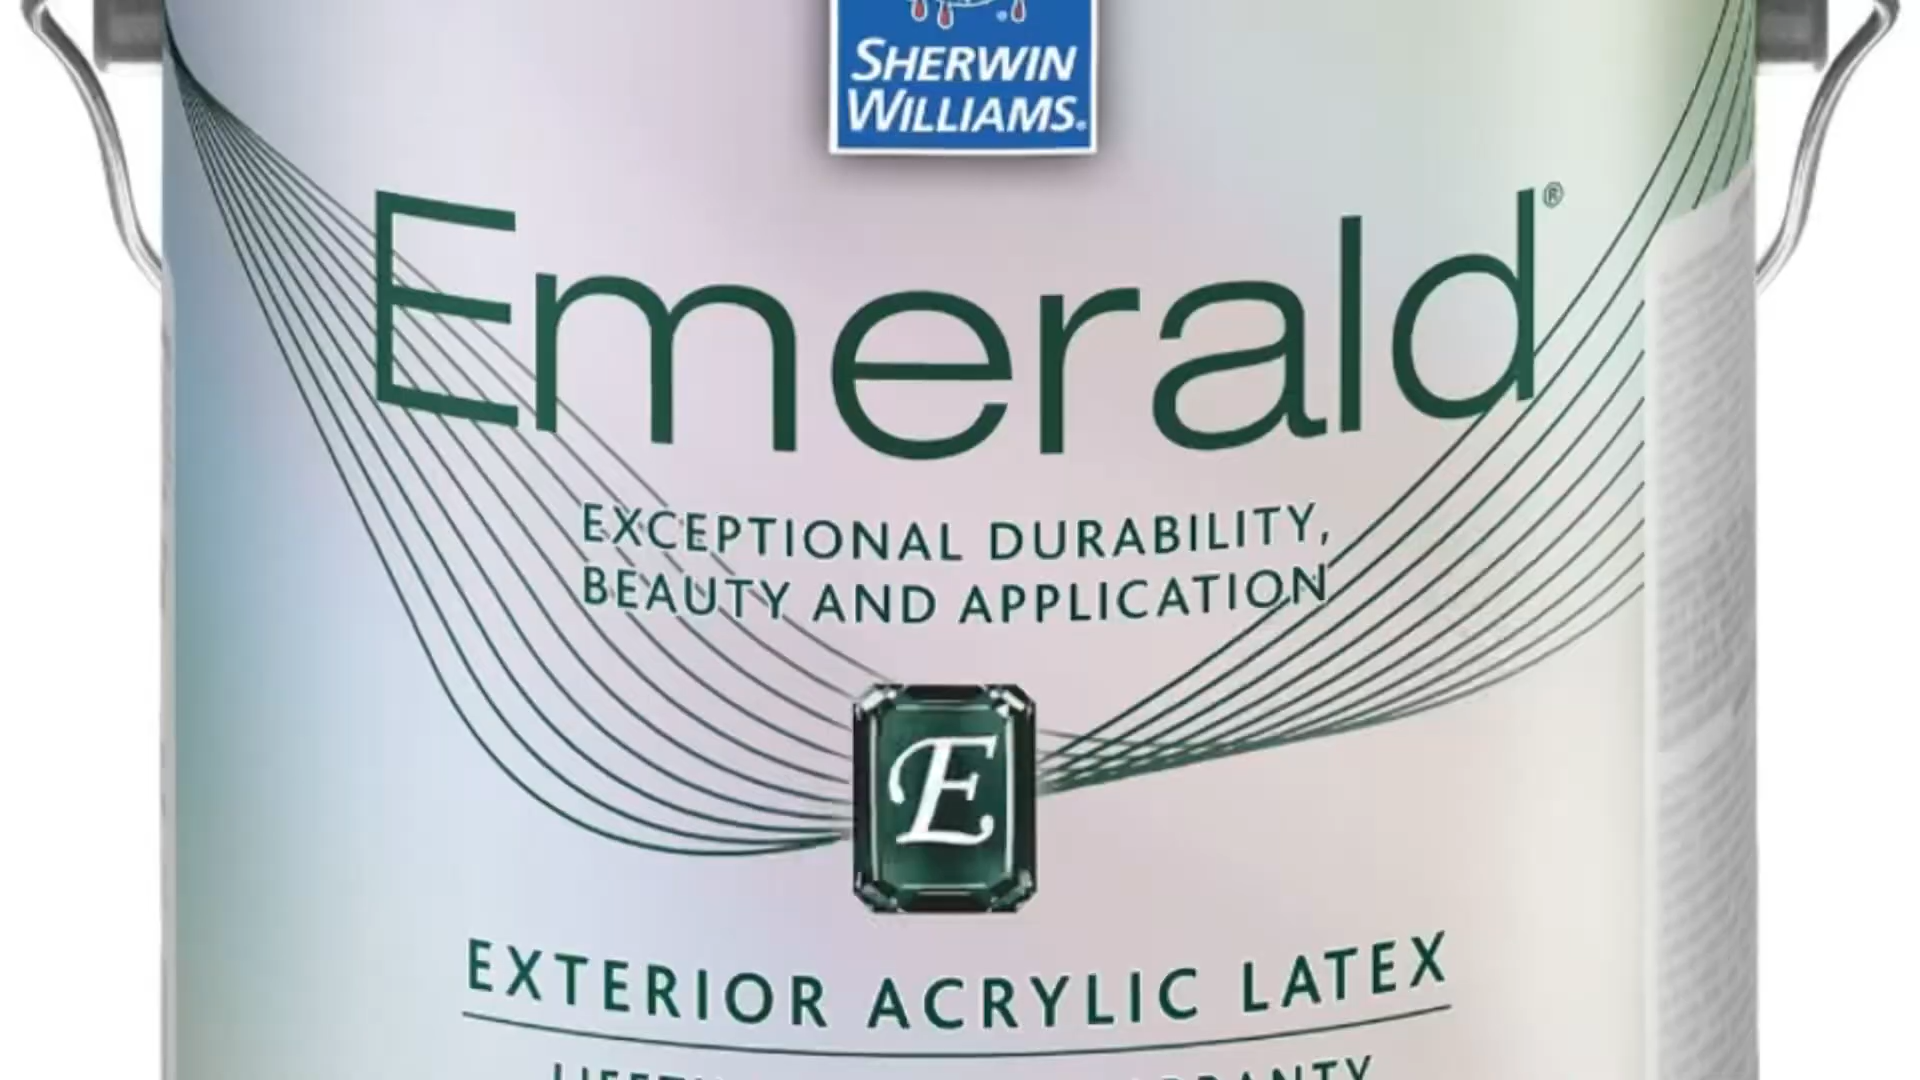 SHERWIN
WILLIAMS®
Emerald®
EXCEPTIONAL DURABILITY,
BEAUTY AND APPLICATION
E
EXTERIOR ACRYLIC LATEX